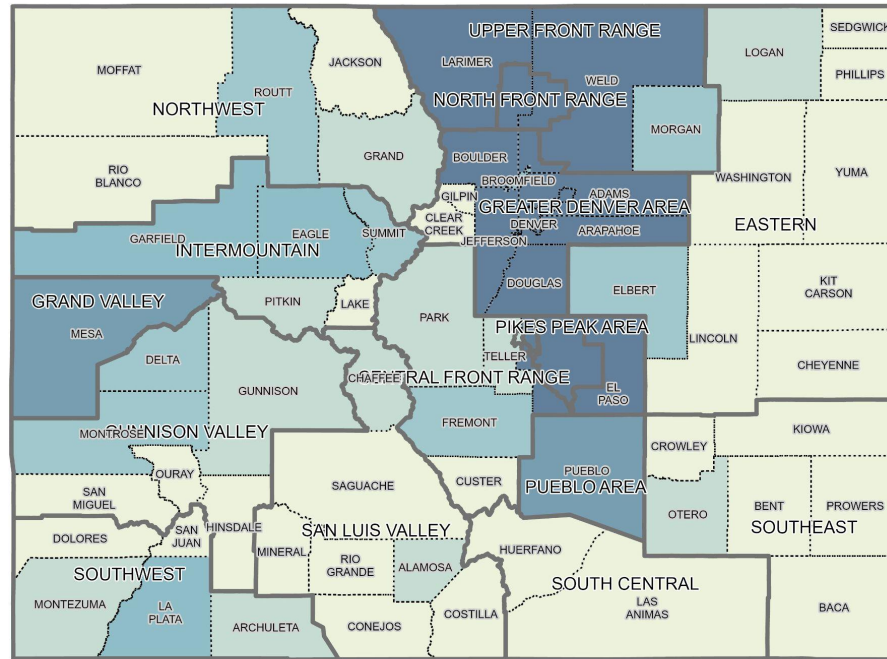 UPPER FRONT RANGE
SEDGWICK
LOGAN
JACKSON
LARIMER
MOFFAT
PHILLIPS
WELD
ROUTT
NORTH FRONT RANGE
NORTHWEST
MORGAN
GRAND
BOULDER
RIO
BLANCO
WASHINGTON
YUMA
BROOMFIELD
GILPIN
ADAMS
GREATER DENVER AREA
CLEAR
CREEK
DENVER
EASTERN
EAGLE
SUMMIT
ARAPAHOE
GARFIELD
JEFFERSON
INTERMOUNTAIN
DOUGLAS
ELBERT
KIT
CARSON
GRAND VALLEY
PITKIN
LAKE
PARK
PIKES PEAK AREA
MESA
LINCOLN
DELTA
TELLER
CHEYENNE
CENTRAL FRONT RANGE
CHAFFEE
GUNNISON
EL
PASO
FREMONT
KIOWA
GUNNISON VALLEY
MONTROSE
CROWLEY
OURAY
PUEBLO
CUSTER
SAGUACHE
PUEBLO AREA
SAN
MIGUEL
BENT
PROWERS
OTERO
SOUTHEAST
HINSDALE
SAN LUIS VALLEY
SAN
JUAN
DOLORES
MINERAL
HUERFANO
RIO
GRANDE
ALAMOSA
SOUTHWEST
SOUTH CENTRAL
MONTEZUMA
LA
PLATA
LAS
ANIMAS
BACA
COSTILLA
CONEJOS
ARCHULETA